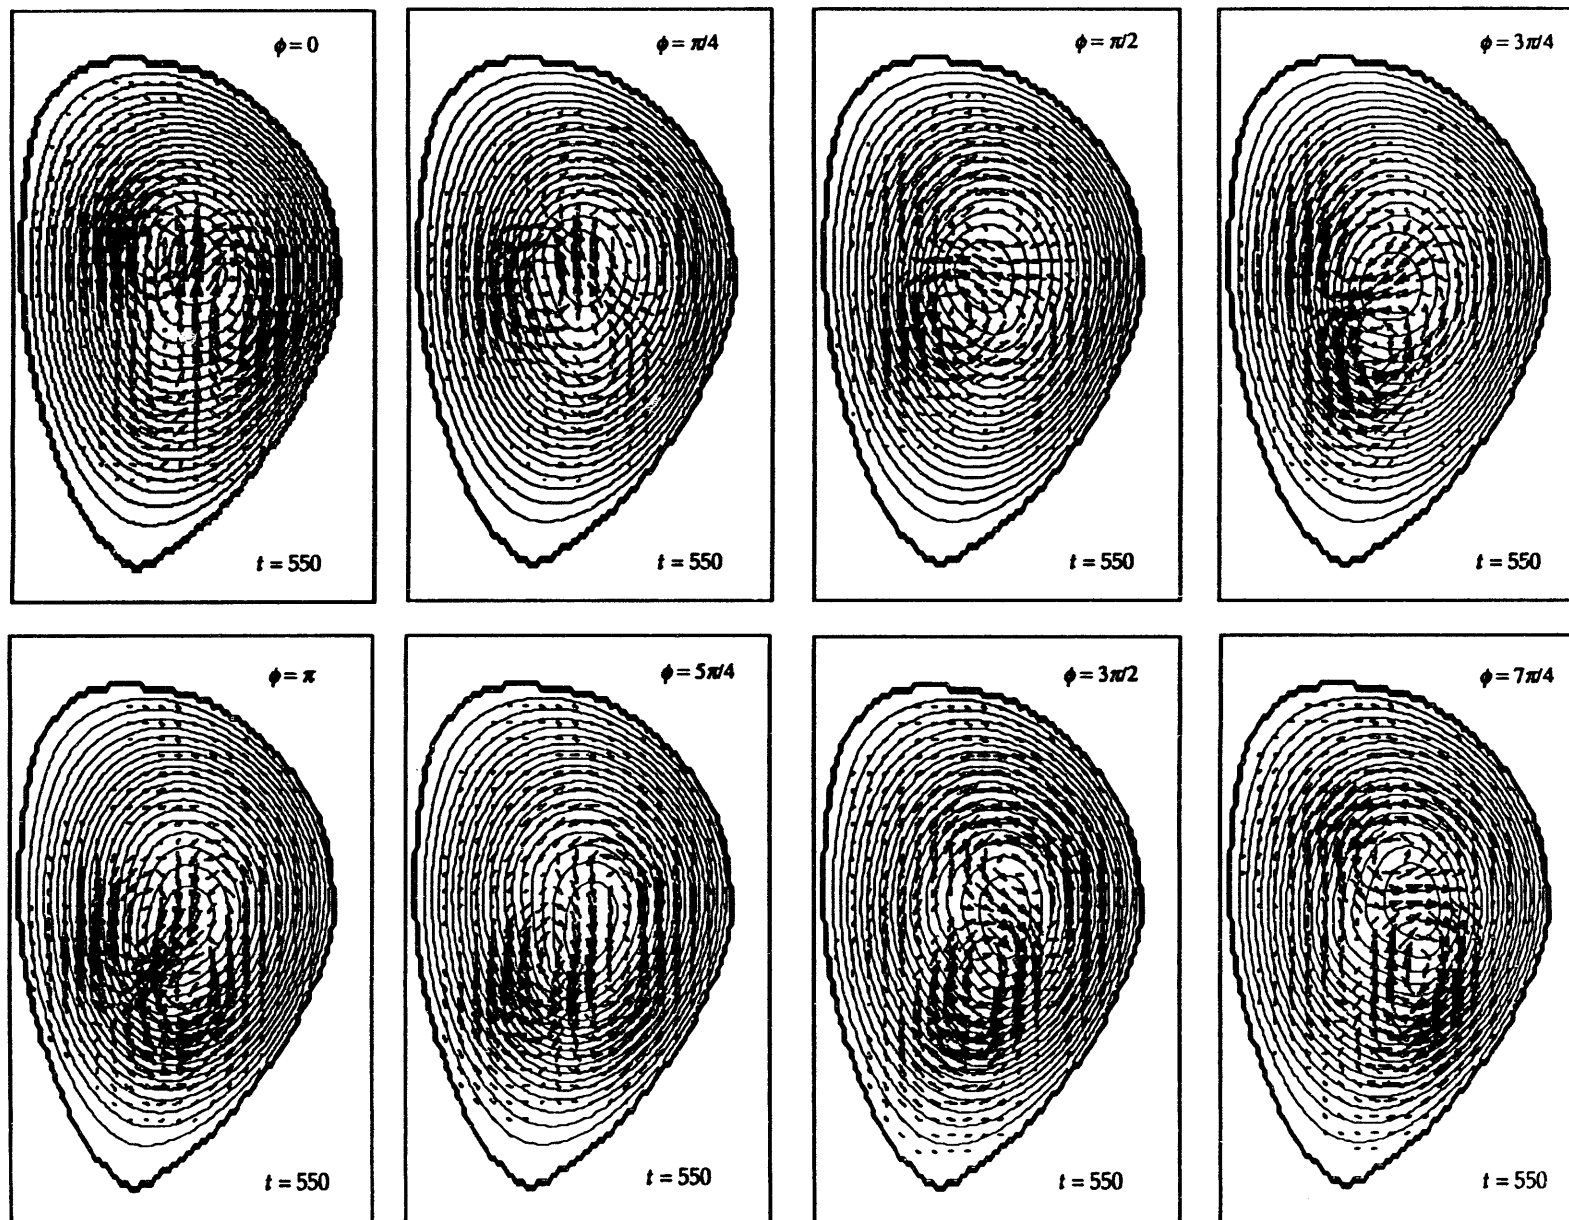 ϕ = 0
ϕ = π/4
ϕ = π/2
ϕ = 3π/4
t = 550
t = 550
t = 550
t = 550
ϕ = π
ϕ = 5π/4
ϕ = 3π/2
ϕ = 7π/4
t = 550
t = 550
t = 550
t = 550